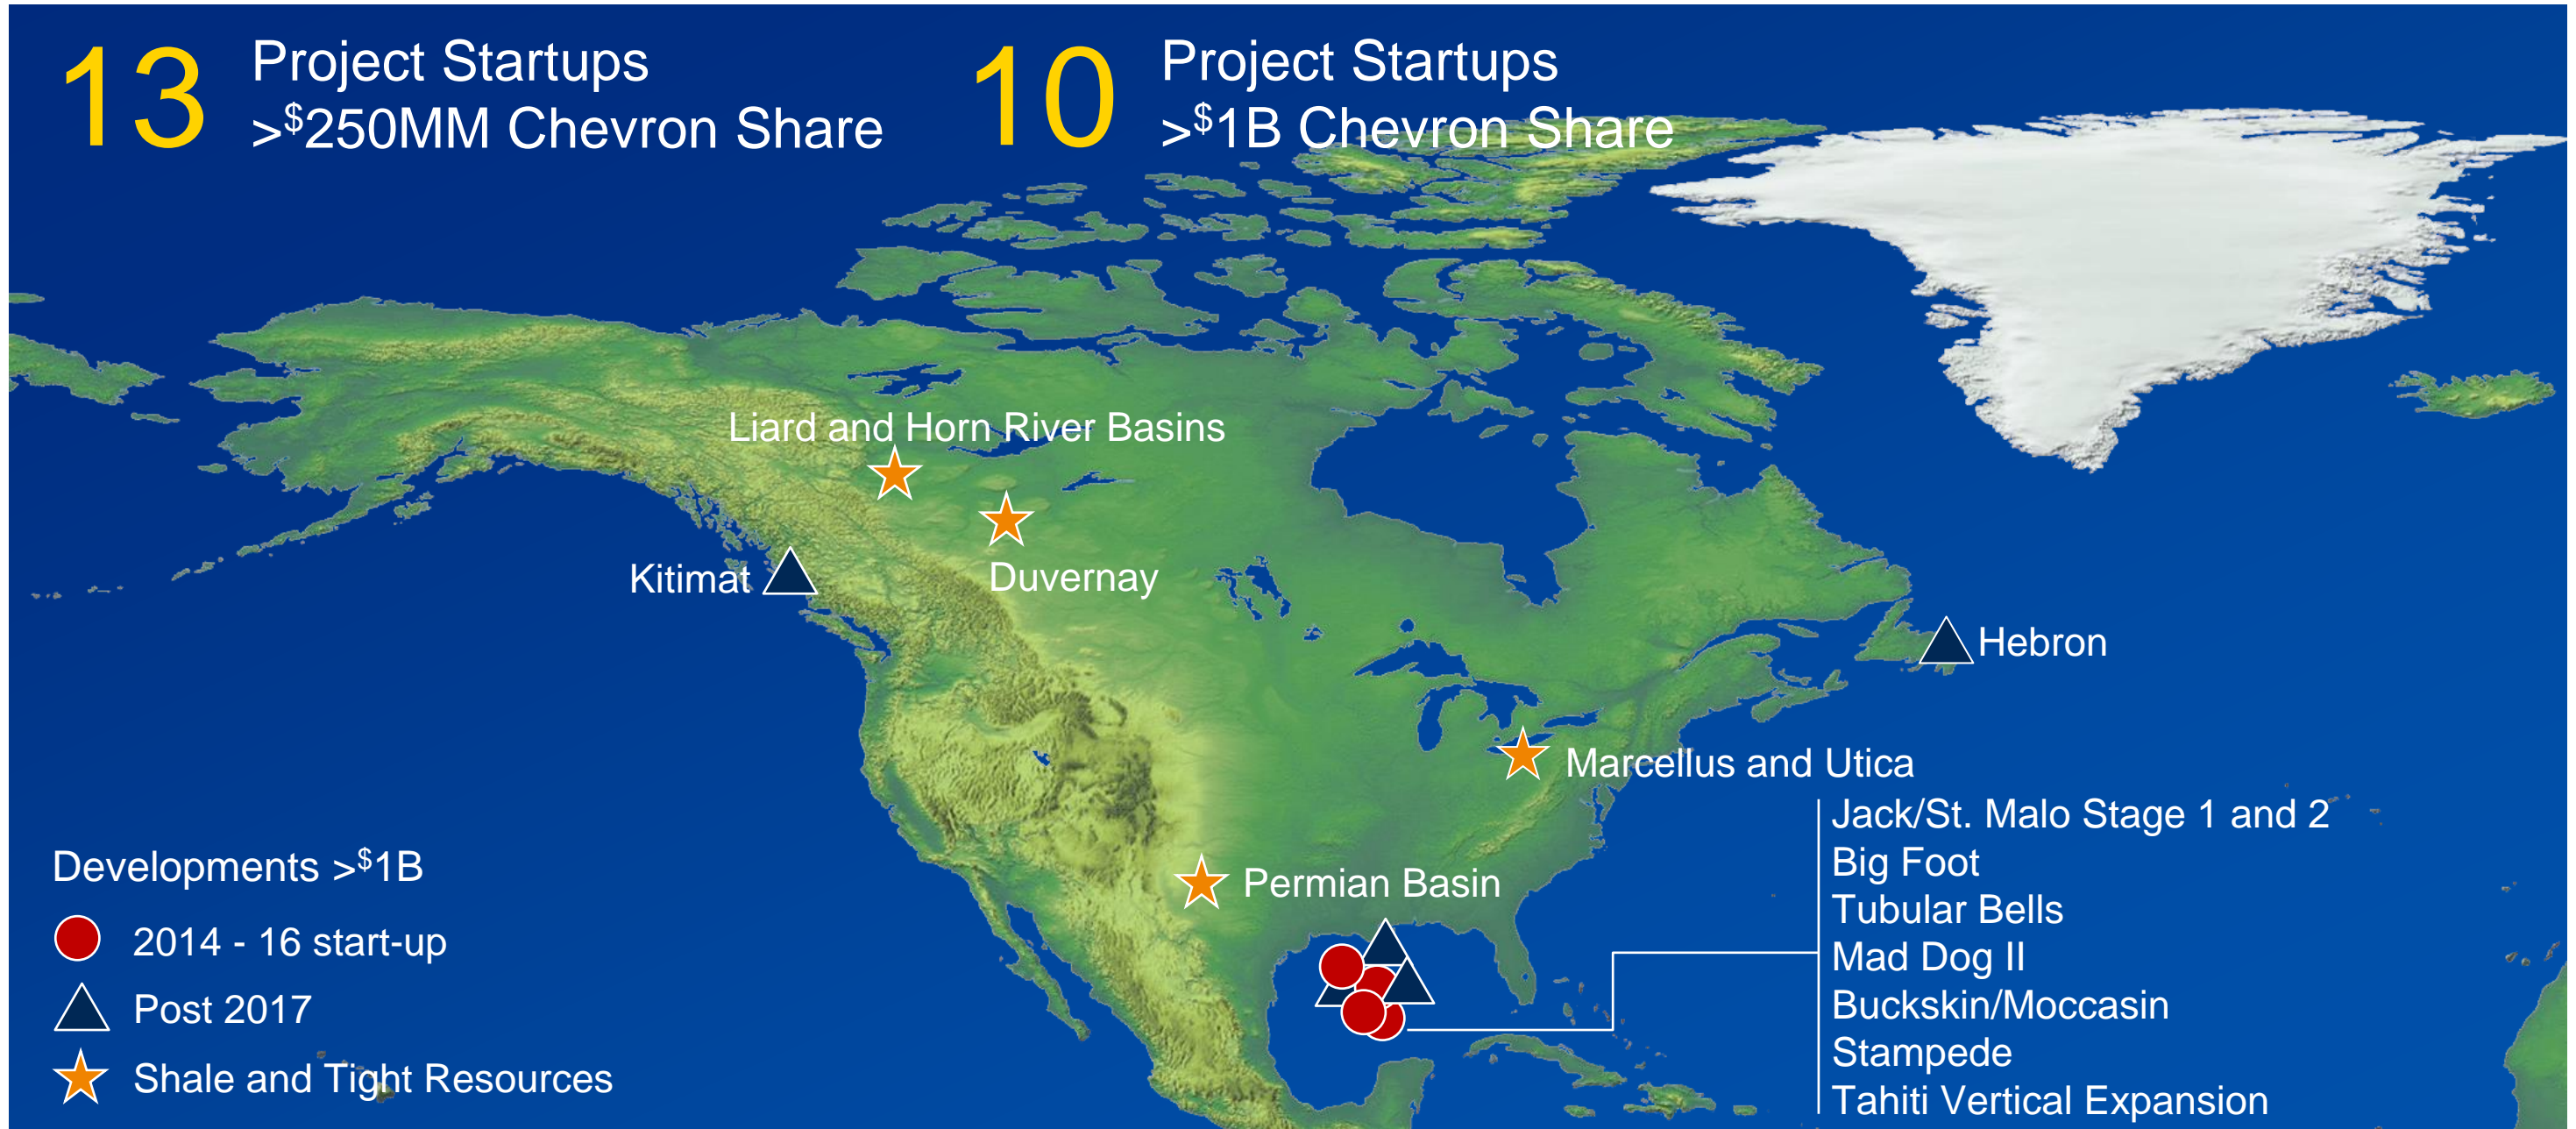 13
Project Startups
>$250MM Chevron Share
10
Project Startups
>$1B Chevron Share
Liard and Horn River Basins
Duvernay
Kitimat
Hebron
Marcellus and Utica
Permian Basin
Jack/St. Malo Stage 1 and 2
Big Foot
Tubular Bells
Mad Dog II
Buckskin/Moccasin
Stampede
Tahiti Vertical Expansion
Developments >$1B
2014 - 16 start-up
Post 2017
Shale and Tight Resources